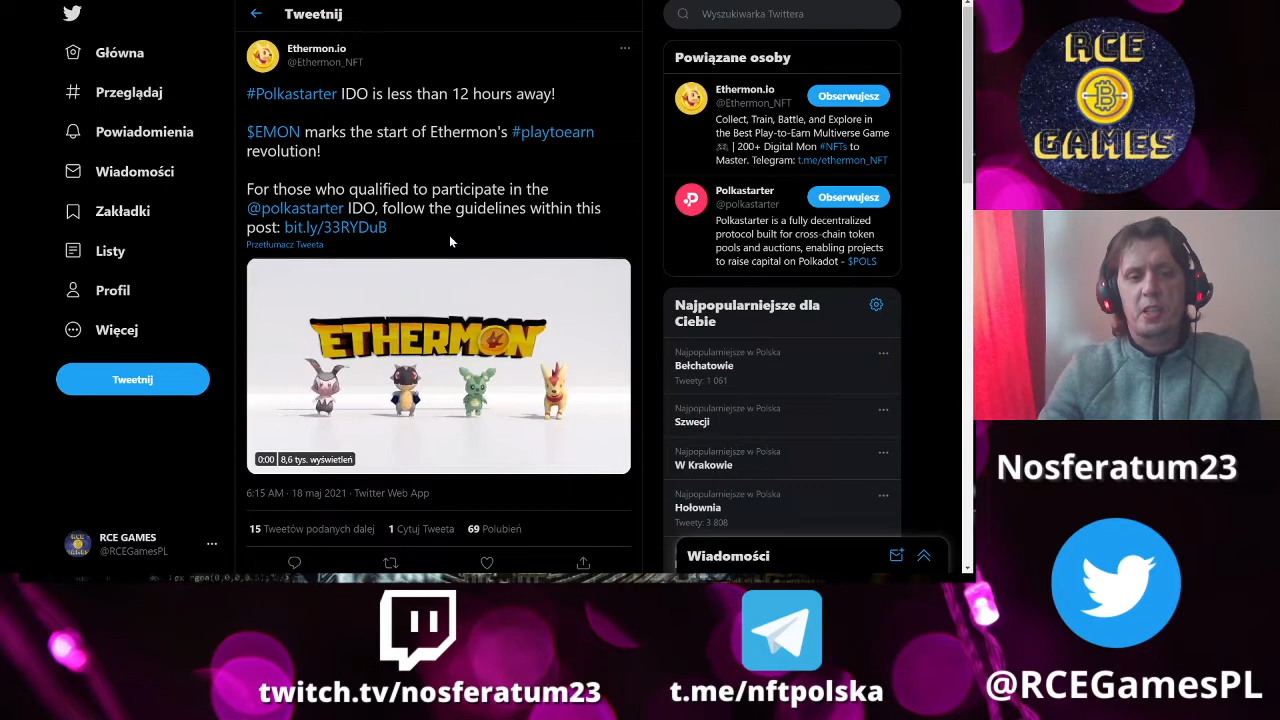 Tweetnij
Wyszukiwarka Twittera
Główna
Przeglądaj
Powiadomienia
Wiadomości
Zakładki
Listy
Profil
Więcej
Tweetnij
RCE GAMES
@RCEGamesPL
Ethermon.io
@Ethermon_NFT
#Polkastarter IDO is less than 12 hours away!
$EMON marks the start of Ethermon's #playtoearn
revolution!
For those who qualified to participate in the
@polkastarter IDO, follow the guidelines within this
post: bit.ly/33RYDuB
Przetłumacz Tweeta
ETHERMON
0:00 8,6 tys. wyświetleń
6:15 AM · 18 maj 2021 · Twitter Web App
15 Tweetów podanych dalej 1 Cytuj Tweeta 69 Polubień
Powiązane osoby
Ethermon.io
@Ethermon_NFT
Obserwujesz
Collect, Train, Battle, and Explore in
the Best Play-to-Earn Multiverse Game
🎮 | 200+ Digital Mon #NFTs to
Master. Telegram: t.me/ethermon_NFT
Polkastarter
@polkastarter
Obserwujesz
Polkastarter is a fully decentralized
protocol built for cross-chain token
pools and auctions, enabling projects
to raise capital on Polkadot - $POLS
Najpopularniejsze dla
Ciebie
Najpopularniejsze w Polska
Bełchatowie
Tweety: 1 061
Najpopularniejsze w Polska
Szwecji
Najpopularniejsze w Polska
W Krakowie
Najpopularniejsze w Polska
Hołownia
Tweety: 3 808
Wiadomości
RCE
GAMES
Nosferatum23
@RCEGamesPL
twitch.tv/nosferatum23
t.me/nftpolska